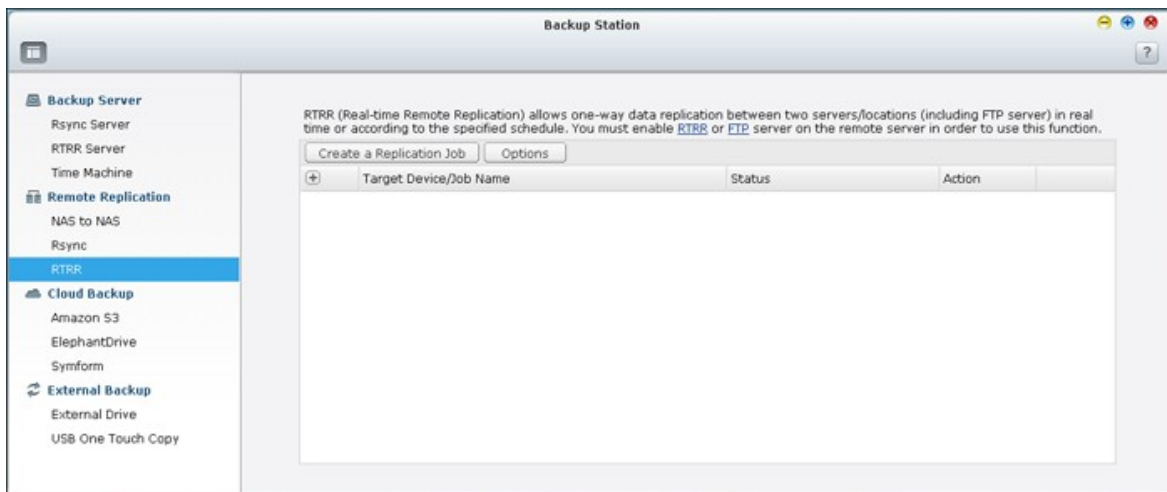 Backup Station
?
Backup Server
Rsync Server
RTRR Server
Time Machine
Remote Replication
NAS to NAS
Rsync
RTRR
Cloud Backup
Amazon S3
ElephantDrive
Symform
External Backup
External Drive
USB One Touch Copy
RTRR (Real-time Remote Replication) allows one-way data replication between two servers/locations (including FTP server) in real
time or according to the specified schedule. You must enable RTRR or FTP server on the remote server in order to use this function.
Create a Replication Job Options
Target Device/Job Name Status Action